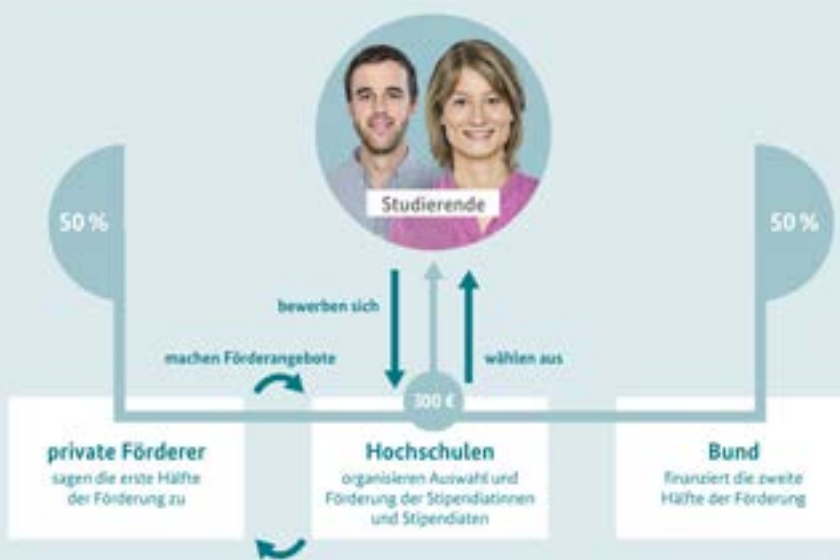 Studierende
50 %
50 %
bewerben sich
machen Förderangebote
wählen aus
300 €
private Förderer
sagen die erste Hälfte
der Förderung zu
Hochschulen
organisieren Auswahl und
Förderung der Stipendiatinnen
und Stipendiaten
Bund
finanziert die zweite
Hälfte der Förderung